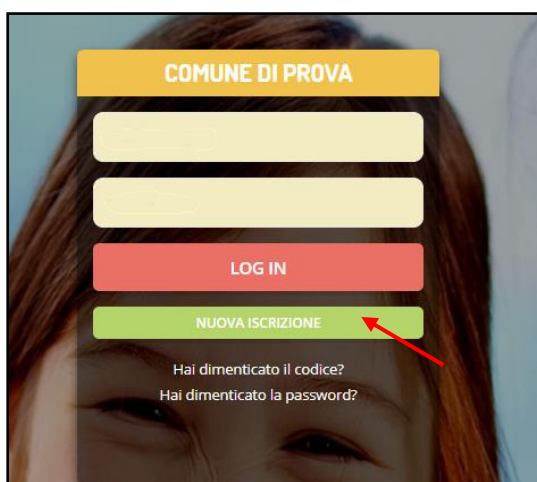 COMUNE DI PROVA
LOG IN
NUOVA ISCRIZIONE
Hai dimenticato il codice?
Hai dimenticato la password?